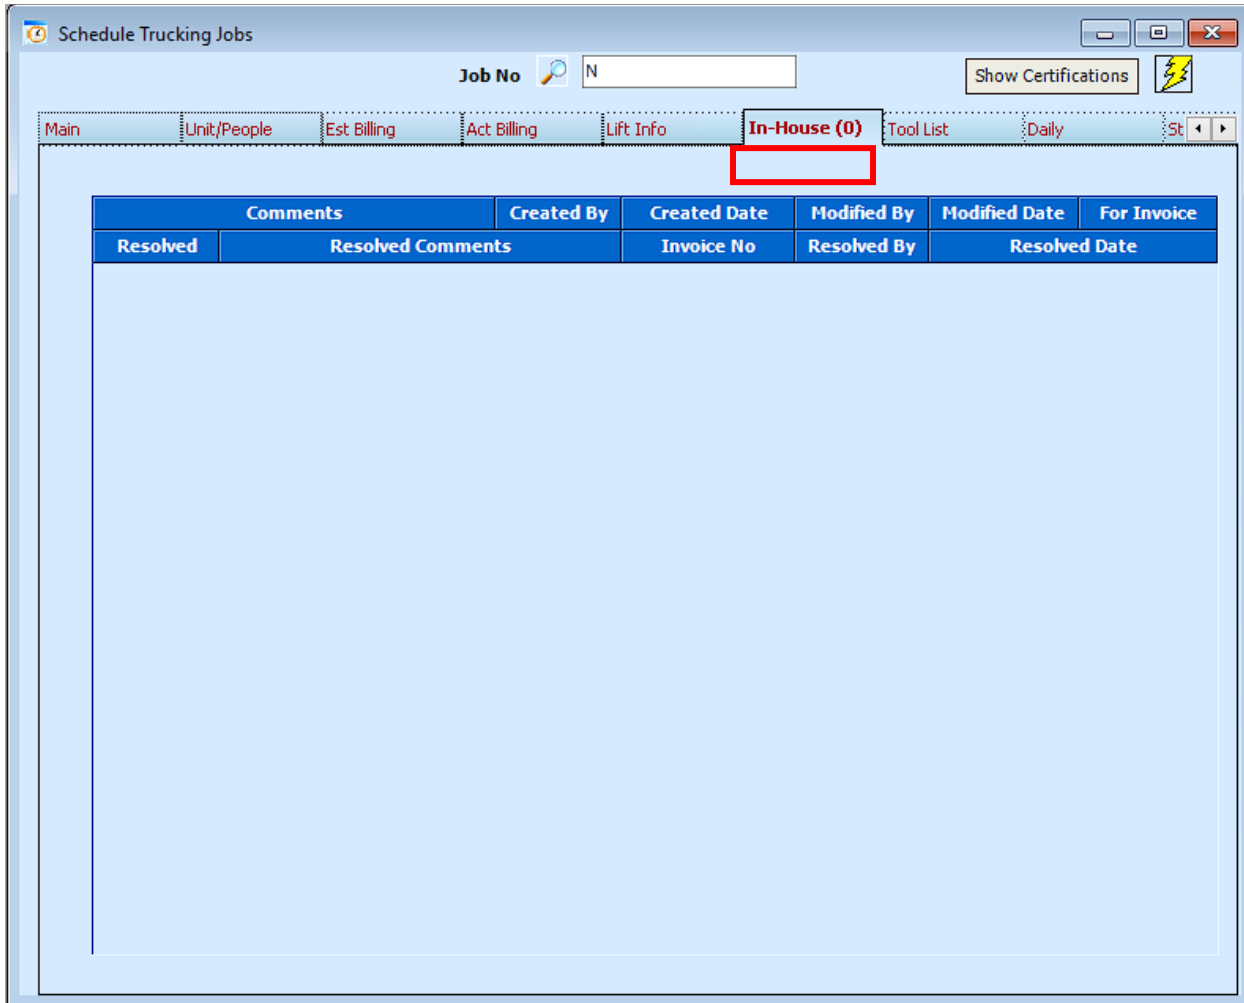 Schedule Trucking Jobs
Job No N Show Certifications
Main Unit/People Est Billing Act Billing Lift Info In-House (0) Tool List Daily St
Comments Created By Created Date Modified By Modified Date For Invoice
Resolved Resolved Comments Invoice No Resolved By Resolved Date